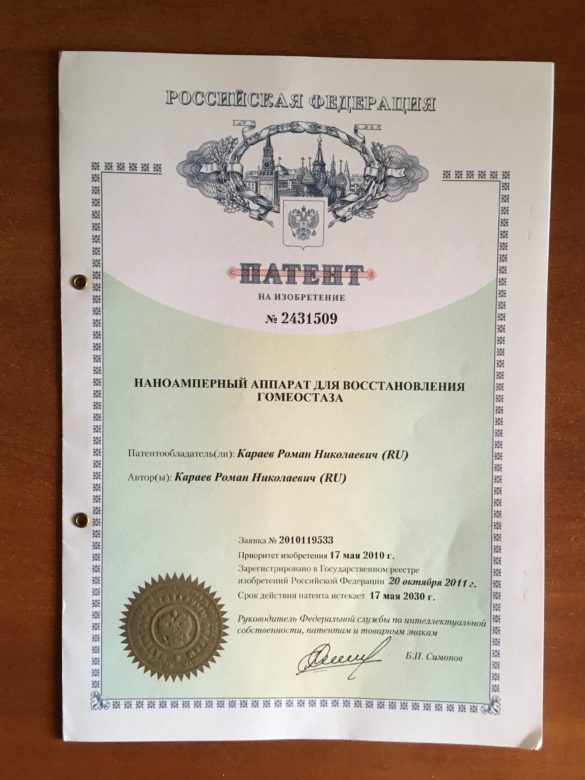 РОССИЙСКАЯ ФЕДЕРАЦИЯ
ПАТЕНТ
НА ИЗОБРЕТЕНИЕ
№ 2431509
НАНОАМПЕРНЫЙ АППАРАТ ДЛЯ ВОССТАНОВЛЕНИЯ
ГОМЕОСТАЗА
Патентообладатель(ли): Караев Роман Николаевич (RU)
Автор(ы): Караев Роман Николаевич (RU)
Заявка № 2010119533
Приоритет изобретения 17 мая 2010 г.
Зарегистрировано в Государственном реестре
изобретений Российской Федерации 20 октября 2011 г.
Срок действия патента истекает 17 мая 2030 г.
Руководитель Федеральной службы по интеллектуальной
собственности, патентам и товарным знакам
Б.П. Симонов